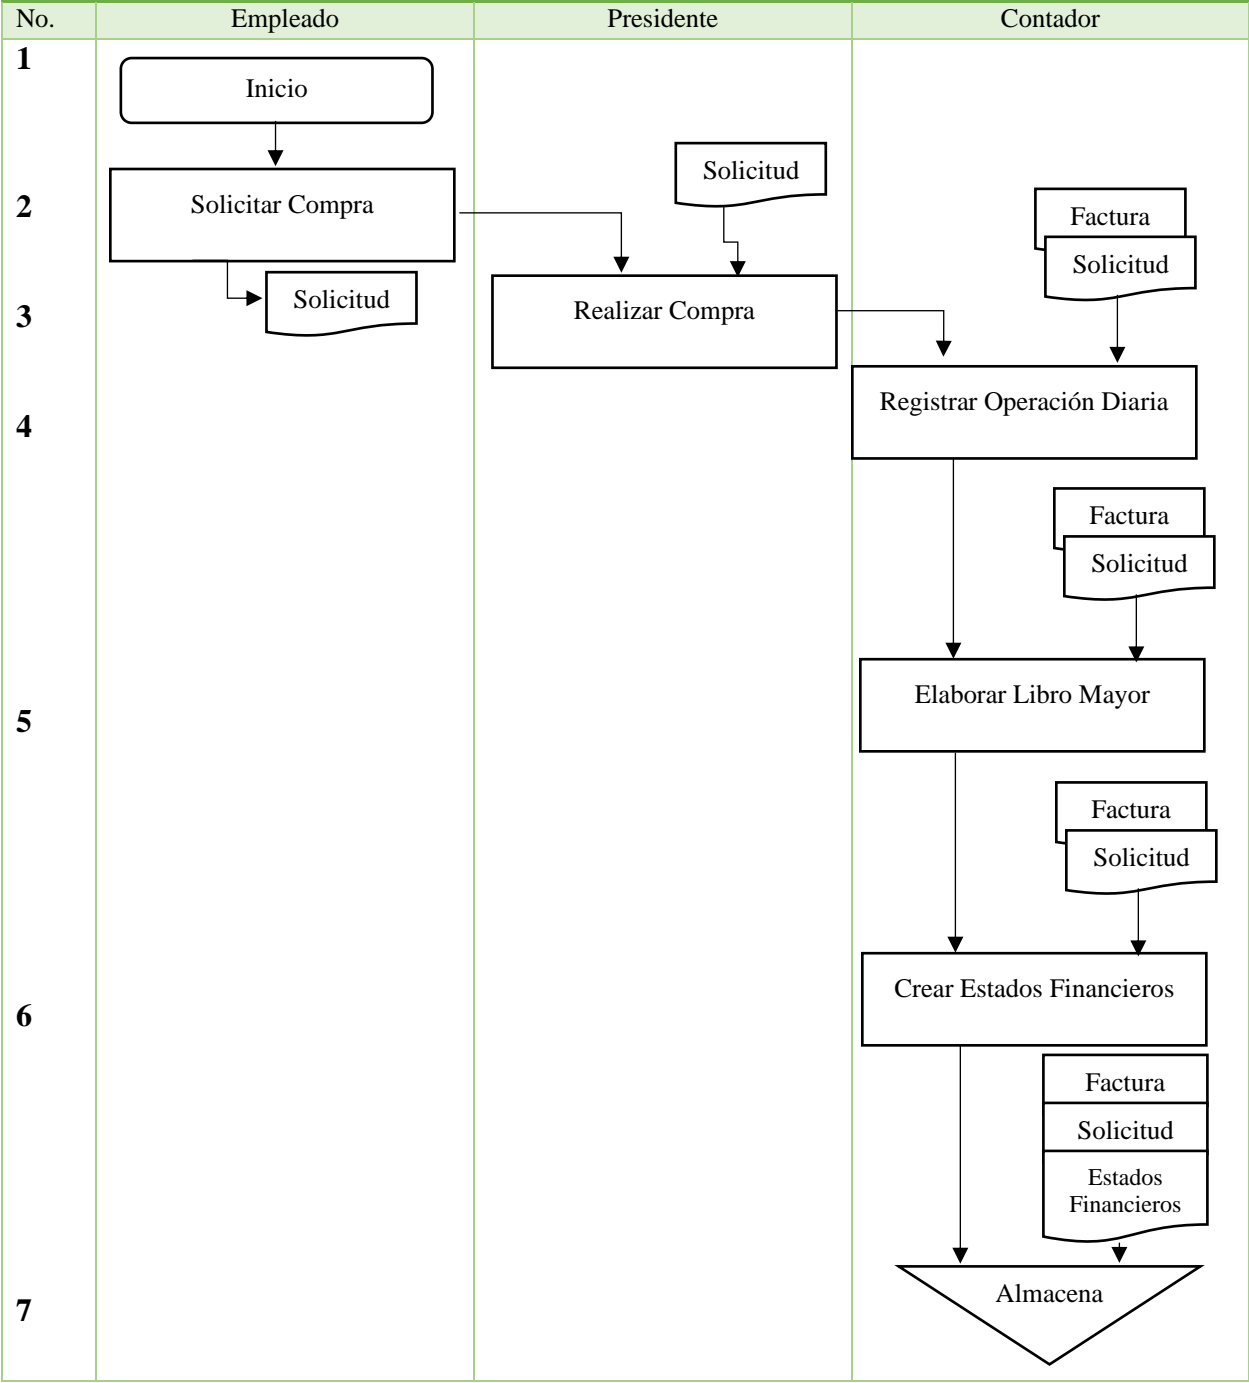 No.
Empleado
Presidente
Contador
1
Inicio
Solicitud
2
Solicitar Compra
Factura
Solicitud
3
Solicitud
Realizar Compra
Registrar Operación Diaria
4
Factura
Solicitud
Elaborar Libro Mayor
5
Factura
Solicitud
Crear Estados Financieros
6
Factura
Solicitud
Estados
Financieros
Almacena
7